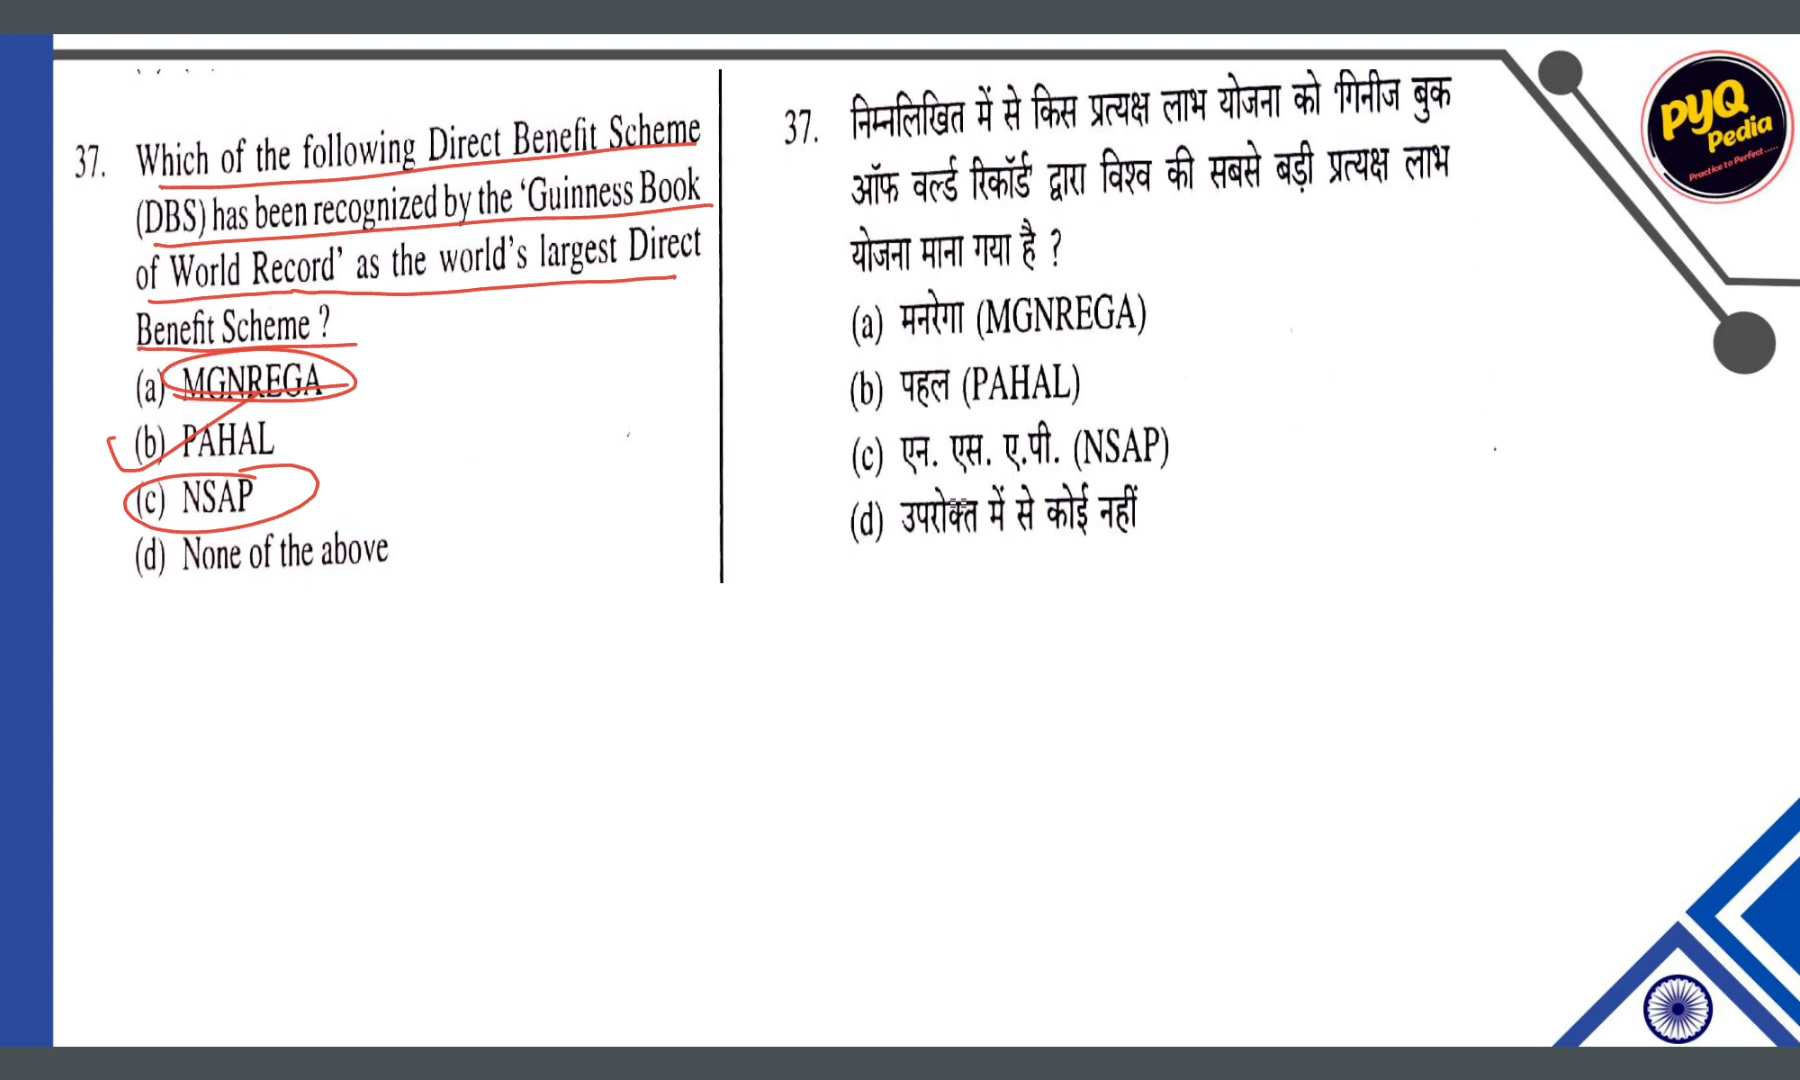 37. Which of the following Direct Benefit Scheme
(DBS) has been recognized by the ‘Guinness Book
of World Record’ as the world’s largest Direct
Benefit Scheme ?
(a) MGNREGA
(b) PAHAL
(c) NSAP
(d) None of the above
37. निम्नलिखित में से किस प्रत्यक्ष लाभ योजना को 'गिनीज बुक
ऑफ वर्ल्ड रिकॉर्ड' द्वारा विश्व की सबसे बड़ी प्रत्यक्ष लाभ
योजना माना गया है ?
(a) मनरेगा (MGNREGA)
(b) पहल (PAHAL)
(c) एन. एस. ए.पी. (NSAP)
(d) उपरोक्त में से कोई नहीं
PYQ
Pedia
Practice to Perfect.....